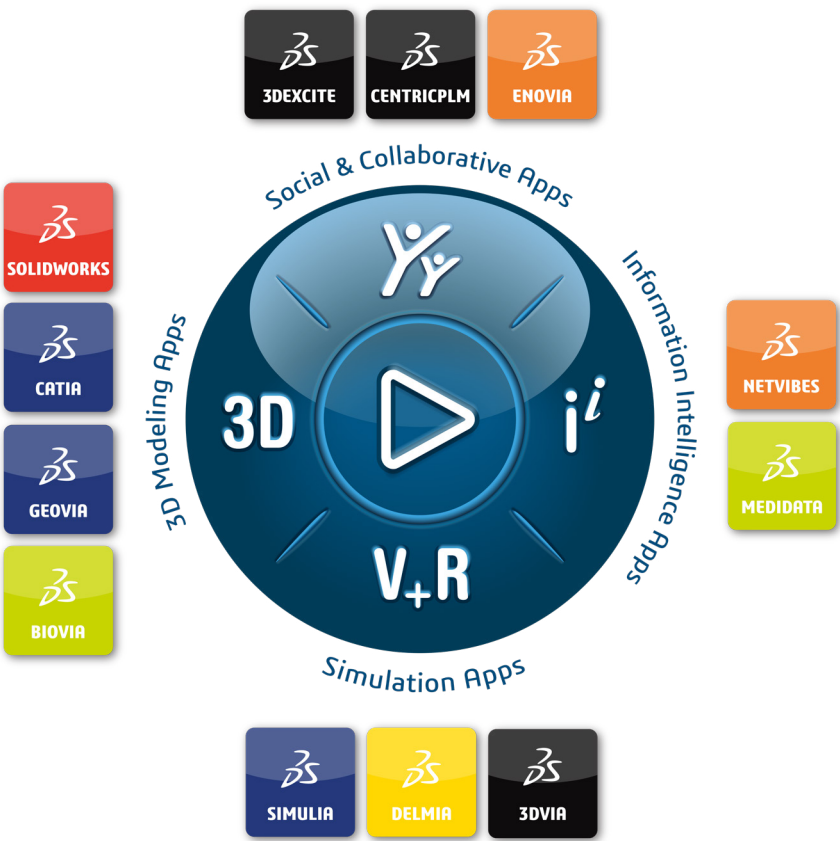 3DEXCITE
CENTRICPLM
ENOVIA
Social & Collaborative Apps
SOLIDWORKS
CATIA
GEOVIA
BIOVIA
3D Modeling Apps
3D
i i
V+R
Information Intelligence Apps
NETVIBES
MEDIDATA
Simulation Apps
SIMULIA
DELMIA
3DVIA